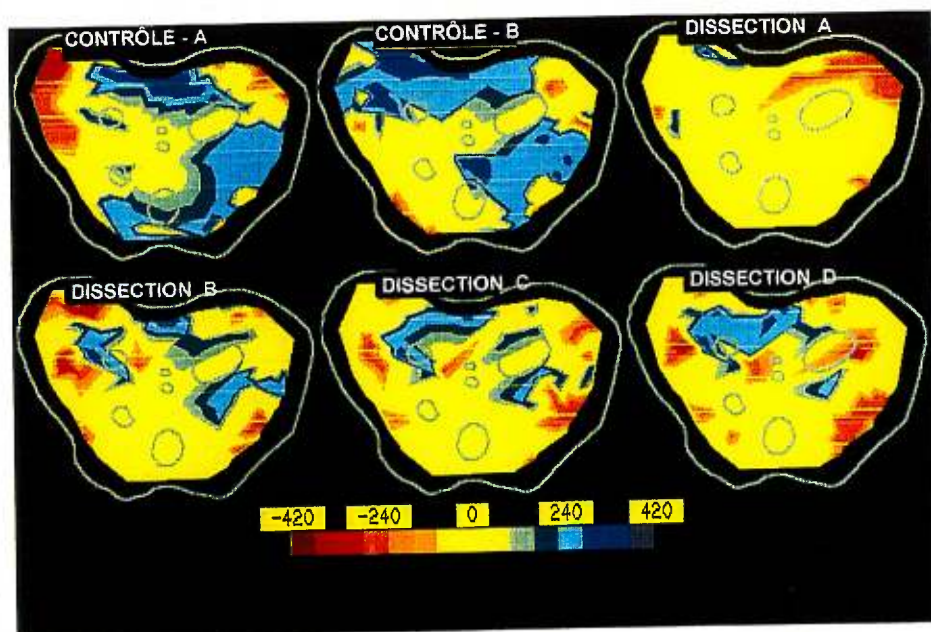 CONTRÔLE - A
CONTRÔLE - B
DISSECTION A
DISSECTION B
DISSECTION C
DISSECTION D
-420 -240 0 240 420